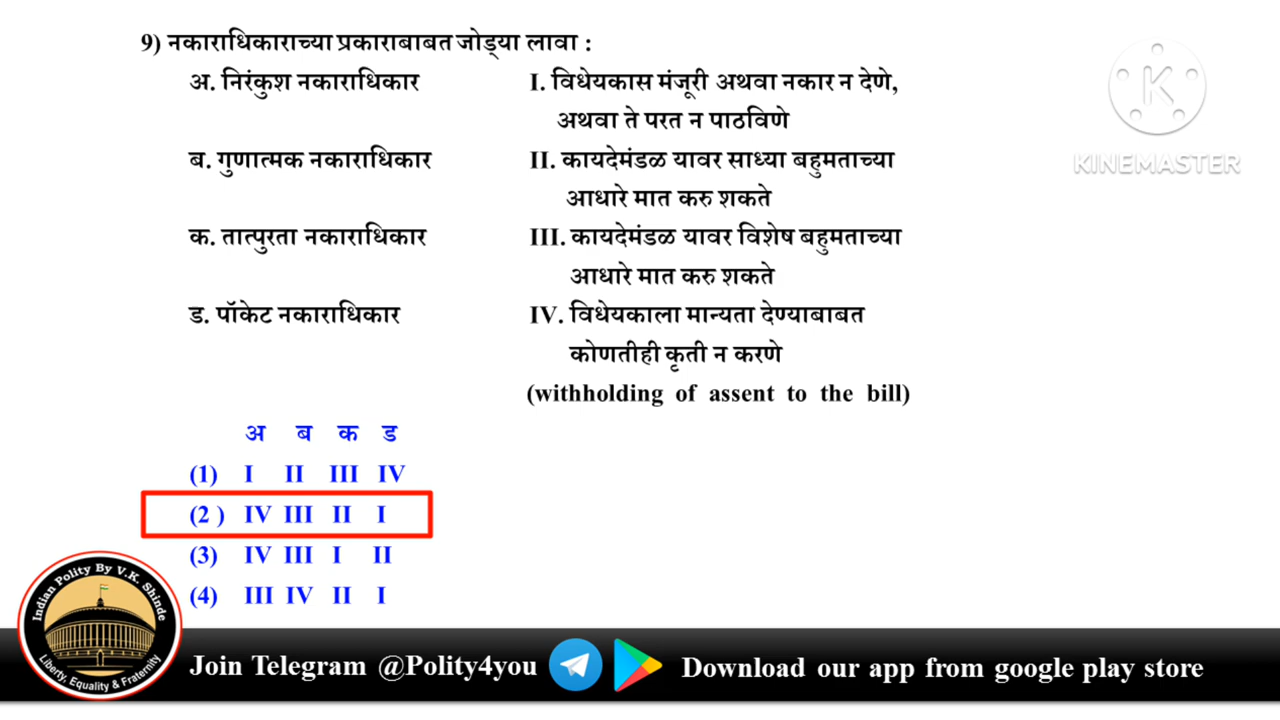 9) नकाराधिकाराच्या प्रकाराबाबत जोड्या लावा :
अ. निरंकुश नकाराधिकार I. विधेयकास मंजूरी अथवा नकार न देणे,
अथवा ते परत न पाठविणे
ब. गुणात्मक नकाराधिकार II. कायदेमंडळ यावर साध्या बहुमताच्या
आधारे मात करु शकते
क. तात्पुरता नकाराधिकार III. कायदेमंडळ यावर विशेष बहुमताच्या
आधारे मात करु शकते
ड. पॉकेट नकाराधिकार IV. विधेयकाला मान्यता देण्याबाबत
कोणतीही कृती न करणे
(withholding of assent to the bill)
अ ब क ड
(1) I II III IV
(2 ) IV III II I
(3) IV III I II
(4) III IV II I
K
KINEMASTER
Indian Polity By V.K. Shinde
Liberty, Equality & Fraternity
Join Telegram @Polity4you Download our app from google play store